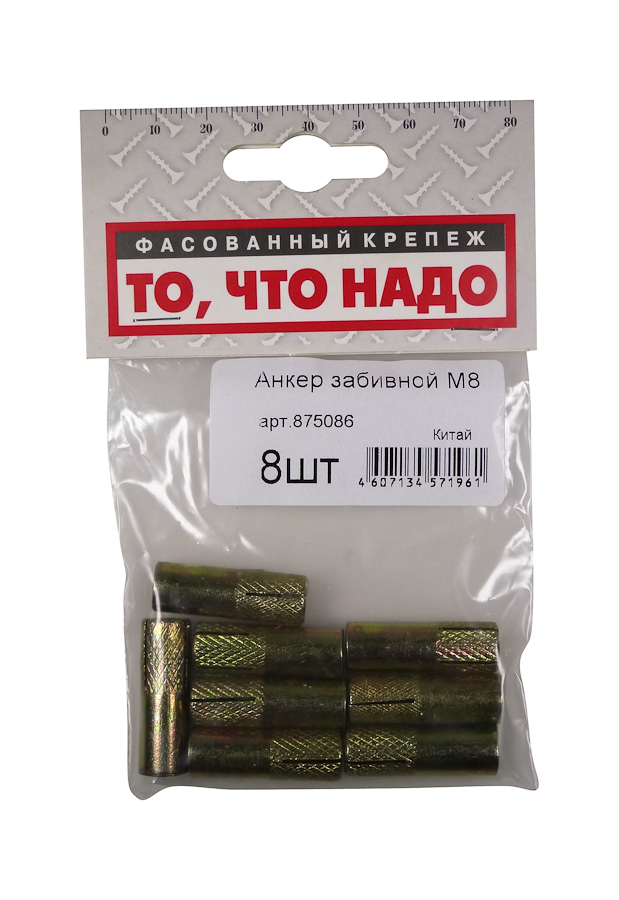 0 10 20 30 40 50 60 70 80
ФАСОВАННЫЙ КРЕПЕЖ
ТО, ЧТО НАДО
Анкер забивной М8
арт.875086
Китай
8шт
4 607134 571961